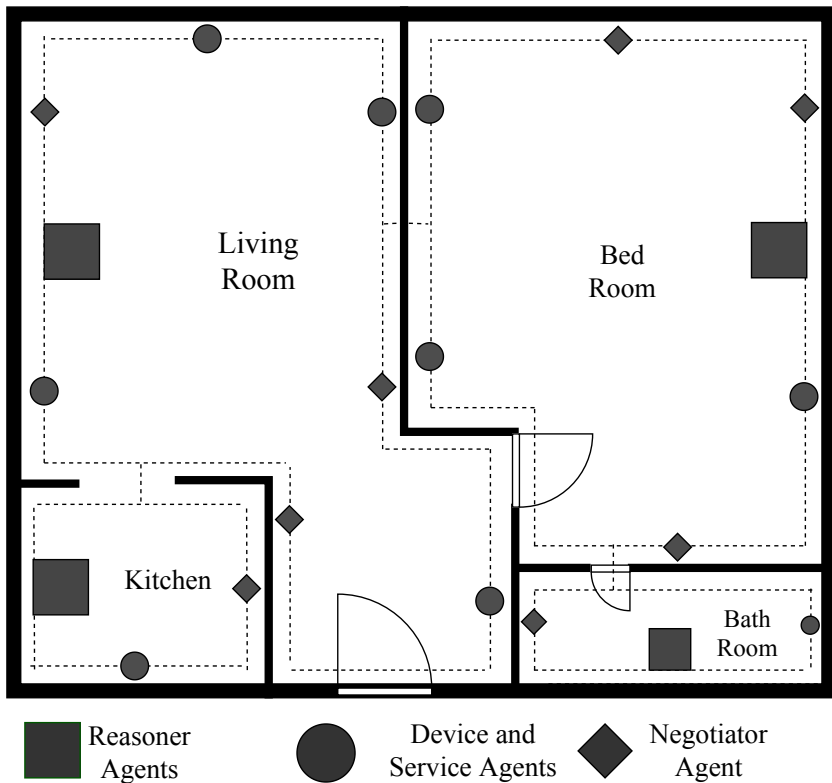 Living
Room
Bed
Room
Kitchen
Bath
Room
Reasoner
Agents
Device and
Service Agents
Negotiator
Agent